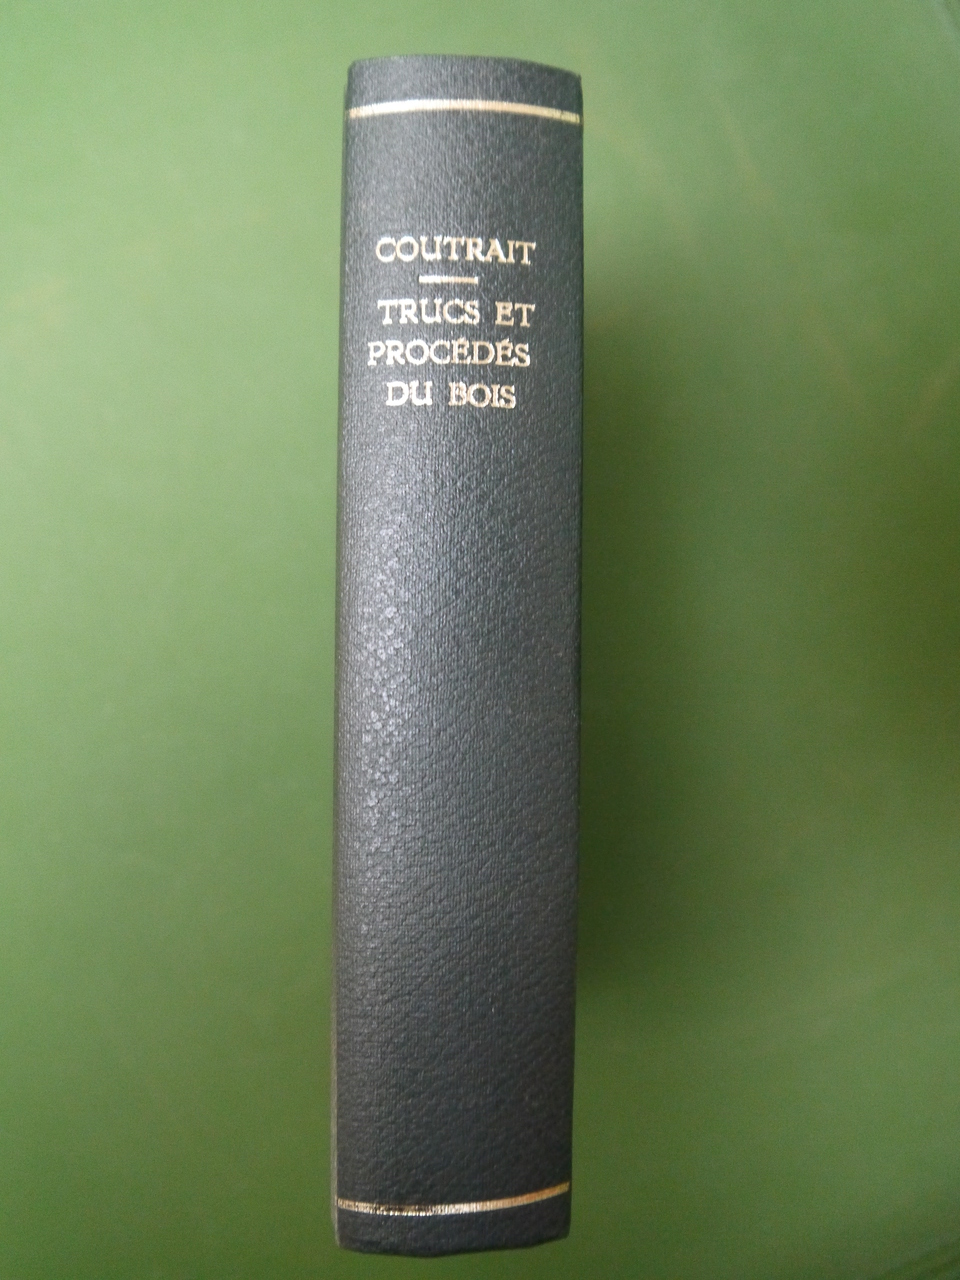 COUTRAIT
TRUCS ET
PROCÉDÉS
DU BOIS